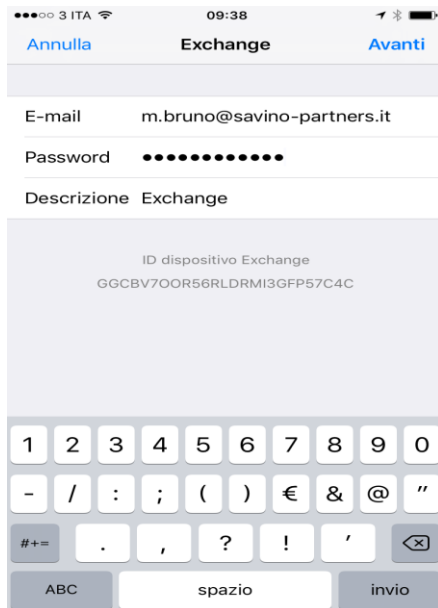 3 ITA 09:38
Annulla Exchange Avanti
E-mail m.bruno@savino-partners.it
Password ••••••••••••
Descrizione Exchange
ID dispositivo Exchange
GGCBV7OOR56RLDRMI3GFP57C4C
1 2 3 4 5 6 7 8 9 0
- / : ; ( ) € & @ "
#+= . , ? ! '
ABC spazio invio